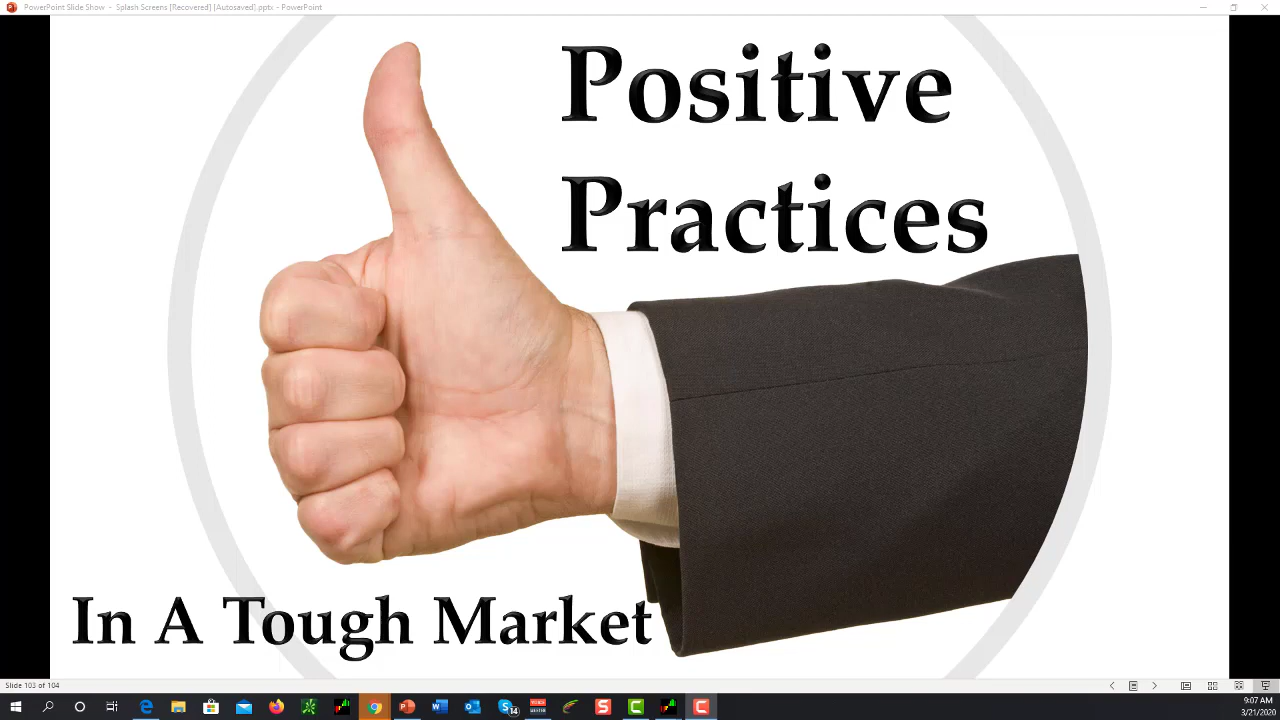 PowerPoint Slide Show - Splash Screens [Recovered] [Autosaved].pptx - PowerPoint
Positive
Practices
In A Tough Market
Slide 103 of 104
9:07 AM
3/21/2020